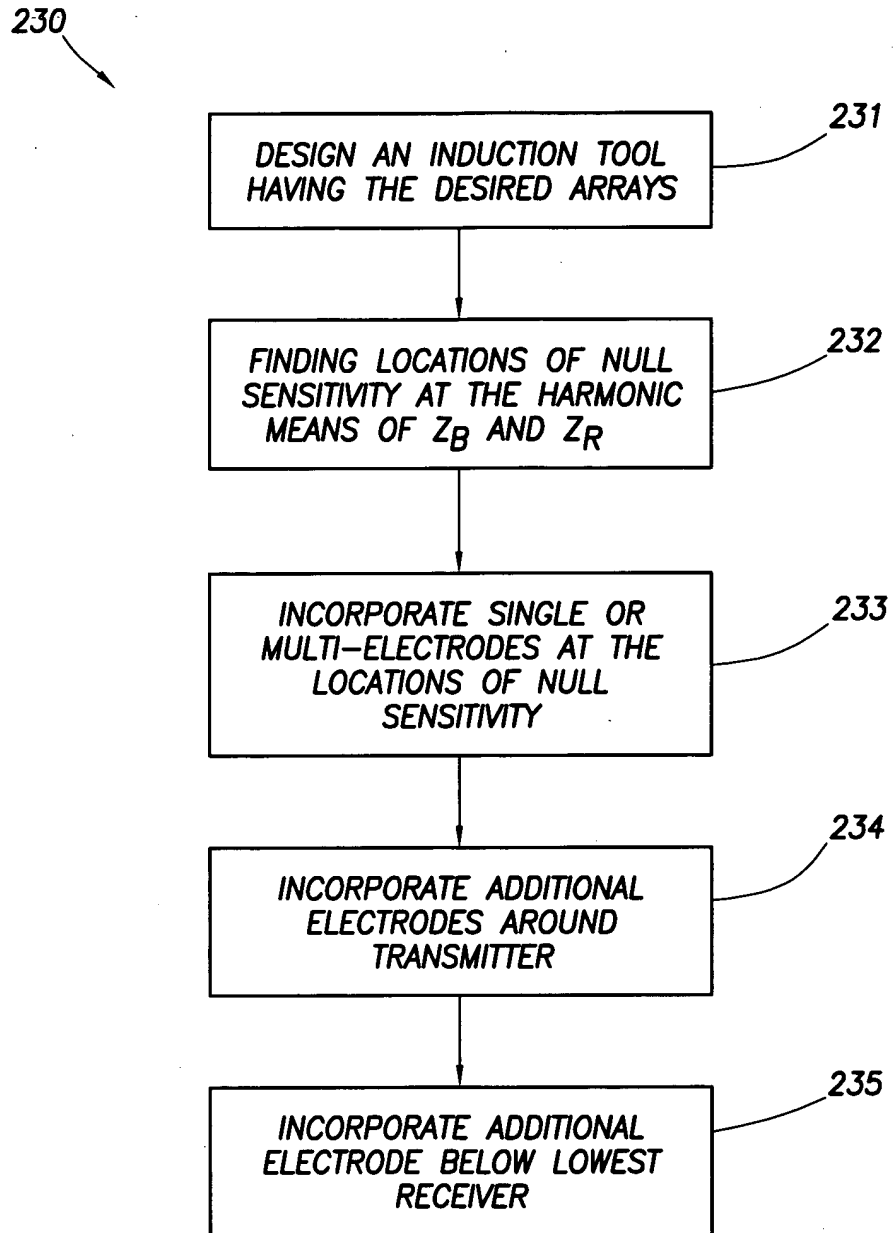 230
231
DESIGN AN INDUCTION TOOL
HAVING THE DESIRED ARRAYS
232
FINDING LOCATIONS OF NULL
SENSITIVITY AT THE HARMONIC
MEANS OF ZB AND ZR
233
INCORPORATE SINGLE OR
MULTI-ELECTRODES AT THE
LOCATIONS OF NULL
SENSITIVITY
234
INCORPORATE ADDITIONAL
ELECTRODES AROUND
TRANSMITTER
235
INCORPORATE ADDITIONAL
ELECTRODE BELOW LOWEST
RECEIVER